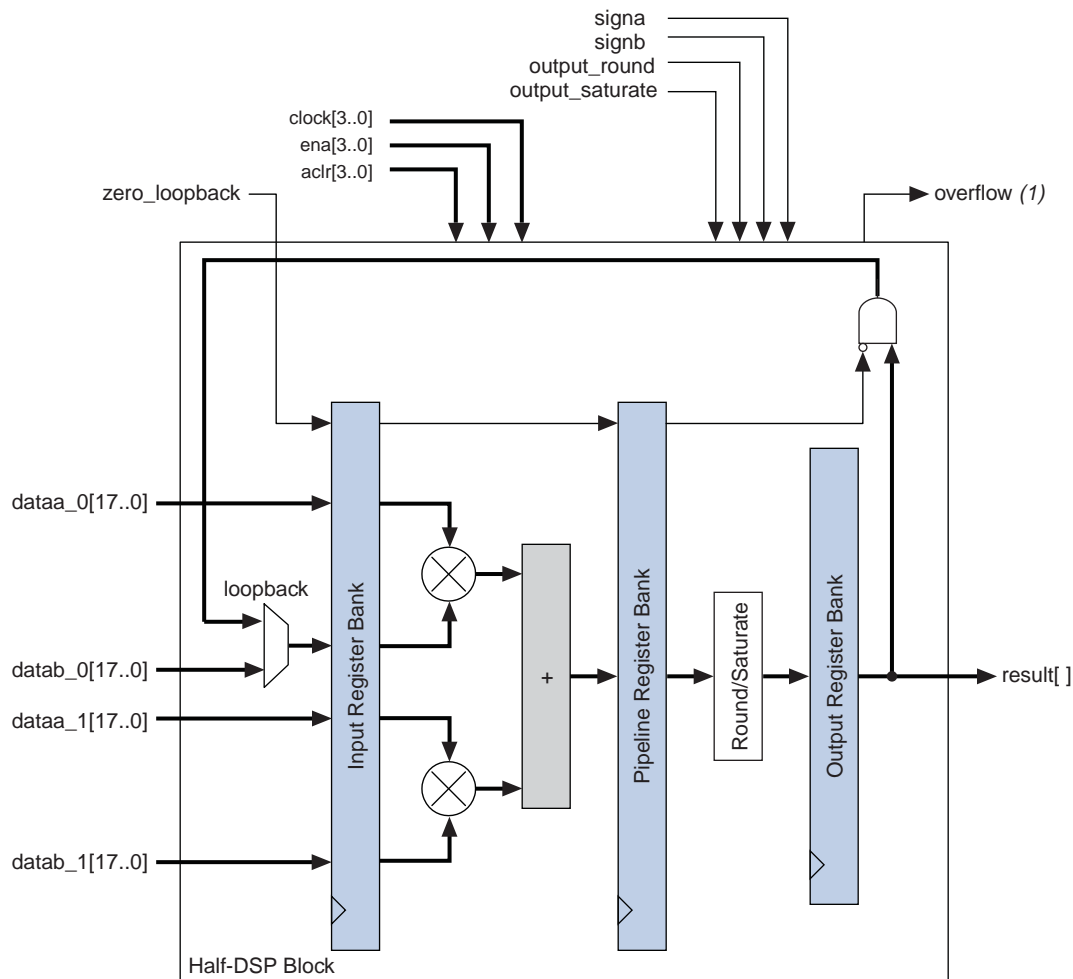 signa
signb
output_round
output_saturate
clock[3..0]
ena[3..0]
aclr[3..0]
zero_loopback
overflow (1)
dataa_0[17..0]
loopback
datab_0[17..0]
dataa_1[17..0]
datab_1[17..0]
Input Register Bank
+
Pipeline Register Bank
Round/Saturate
Output Register Bank
result[ ]
Half-DSP Block